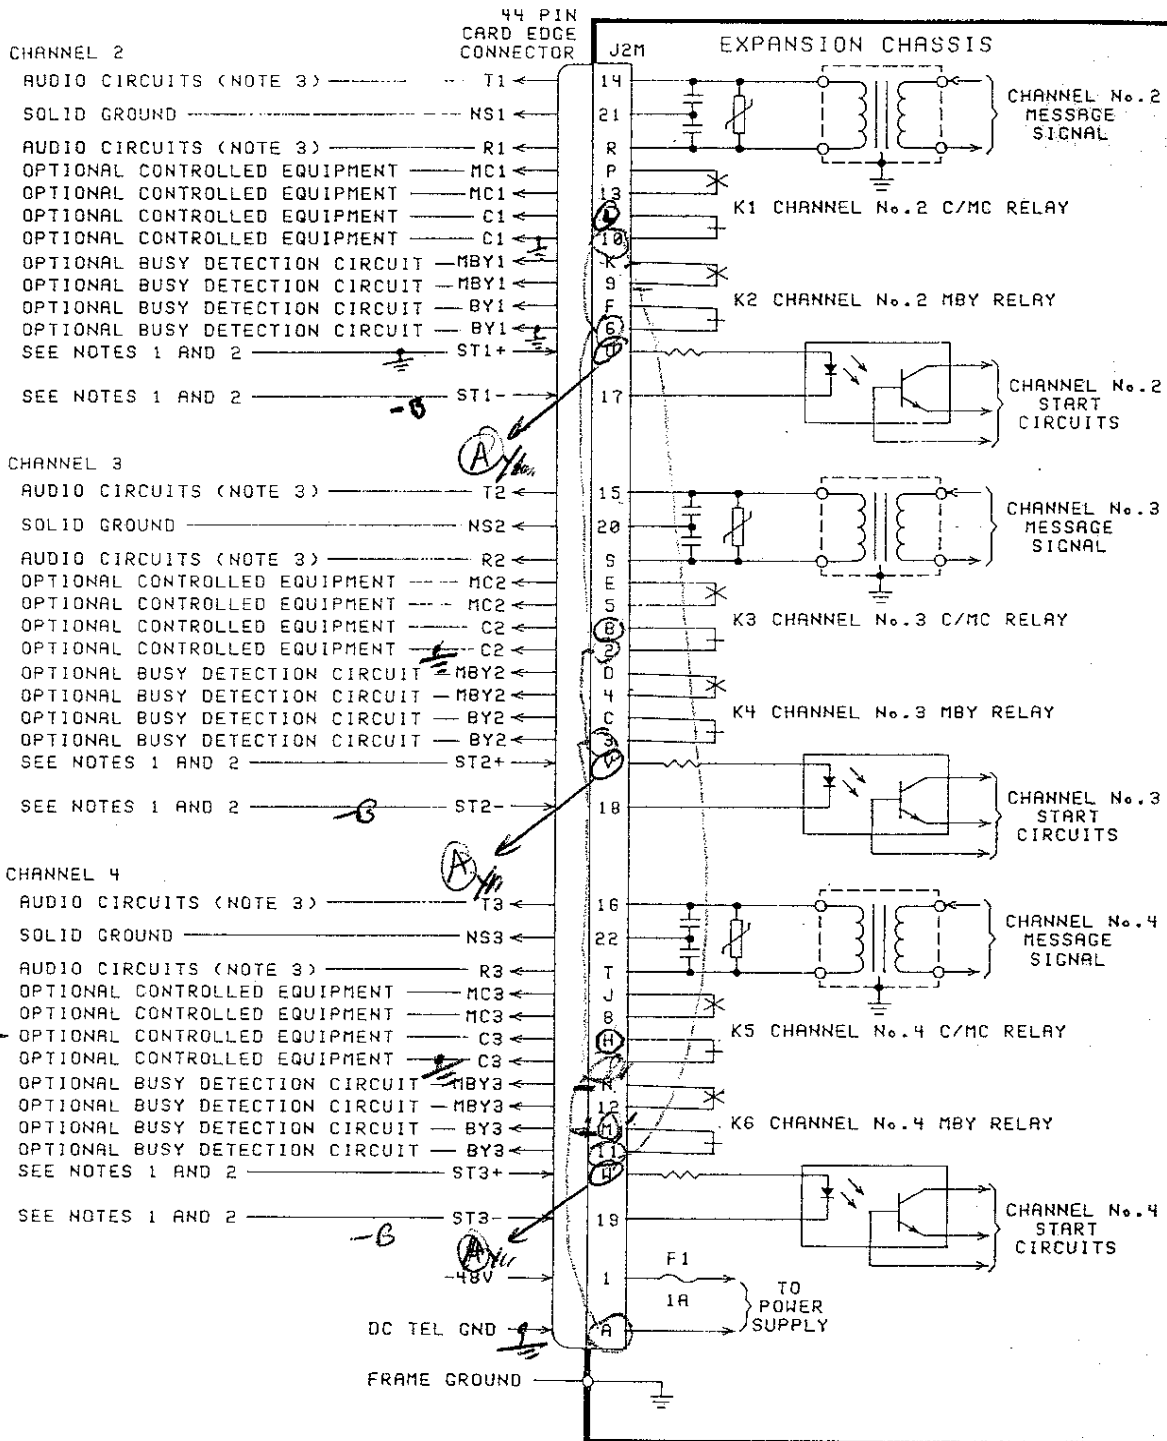 44 PIN
CARD EDGE
CONNECTOR
J2M
EXPANSION CHASSIS
CHANNEL 2
AUDIO CIRCUITS (NOTE 3) T1 14
SOLID GROUND NS1 21
AUDIO CIRCUITS (NOTE 3) R1 R
OPTIONAL CONTROLLED EQUIPMENT MC1 P
OPTIONAL CONTROLLED EQUIPMENT MC1 13
OPTIONAL CONTROLLED EQUIPMENT C1 L
OPTIONAL CONTROLLED EQUIPMENT C1 10
OPTIONAL BUSY DETECTION CIRCUIT MBY1 K
OPTIONAL BUSY DETECTION CIRCUIT MBY1 9
OPTIONAL BUSY DETECTION CIRCUIT BY1 F
OPTIONAL BUSY DETECTION CIRCUIT BY1 6
SEE NOTES 1 AND 2 ST1+ U
SEE NOTES 1 AND 2 -B ST1- 17
A
CHANNEL No.2
MESSAGE
SIGNAL
K1 CHANNEL No.2 C/MC RELAY
K2 CHANNEL No.2 MBY RELAY
CHANNEL No.2
START
CIRCUITS
CHANNEL 3
AUDIO CIRCUITS (NOTE 3) T2 15
SOLID GROUND NS2 20
AUDIO CIRCUITS (NOTE 3) R2 S
OPTIONAL CONTROLLED EQUIPMENT MC2 E
OPTIONAL CONTROLLED EQUIPMENT MC2 5
OPTIONAL CONTROLLED EQUIPMENT C2 B
OPTIONAL CONTROLLED EQUIPMENT C2 2
OPTIONAL BUSY DETECTION CIRCUIT MBY2 D
OPTIONAL BUSY DETECTION CIRCUIT MBY2 4
OPTIONAL BUSY DETECTION CIRCUIT BY2 C
OPTIONAL BUSY DETECTION CIRCUIT BY2 3
SEE NOTES 1 AND 2 ST2+ V
SEE NOTES 1 AND 2 -B ST2- 18
A
CHANNEL No.3
MESSAGE
SIGNAL
K3 CHANNEL No.3 C/MC RELAY
K4 CHANNEL No.3 MBY RELAY
CHANNEL No.3
START
CIRCUITS
CHANNEL 4
AUDIO CIRCUITS (NOTE 3) T3 16
SOLID GROUND NS3 22
AUDIO CIRCUITS (NOTE 3) R3 T
OPTIONAL CONTROLLED EQUIPMENT MC3 J
OPTIONAL CONTROLLED EQUIPMENT MC3 8
OPTIONAL CONTROLLED EQUIPMENT C3 H
OPTIONAL CONTROLLED EQUIPMENT C3
OPTIONAL BUSY DETECTION CIRCUIT MBY3 N
OPTIONAL BUSY DETECTION CIRCUIT MBY3 12
OPTIONAL BUSY DETECTION CIRCUIT BY3 M
OPTIONAL BUSY DETECTION CIRCUIT BY3 11
SEE NOTES 1 AND 2 ST3+ W
SEE NOTES 1 AND 2 -B ST3- 19
A
CHANNEL No.4
MESSAGE
SIGNAL
K5 CHANNEL No.4 C/MC RELAY
K6 CHANNEL No.4 MBY RELAY
CHANNEL No.4
START
CIRCUITS
-48V 1 F1
1A
TO
POWER
SUPPLY
DC TEL GND A
FRAME GROUND